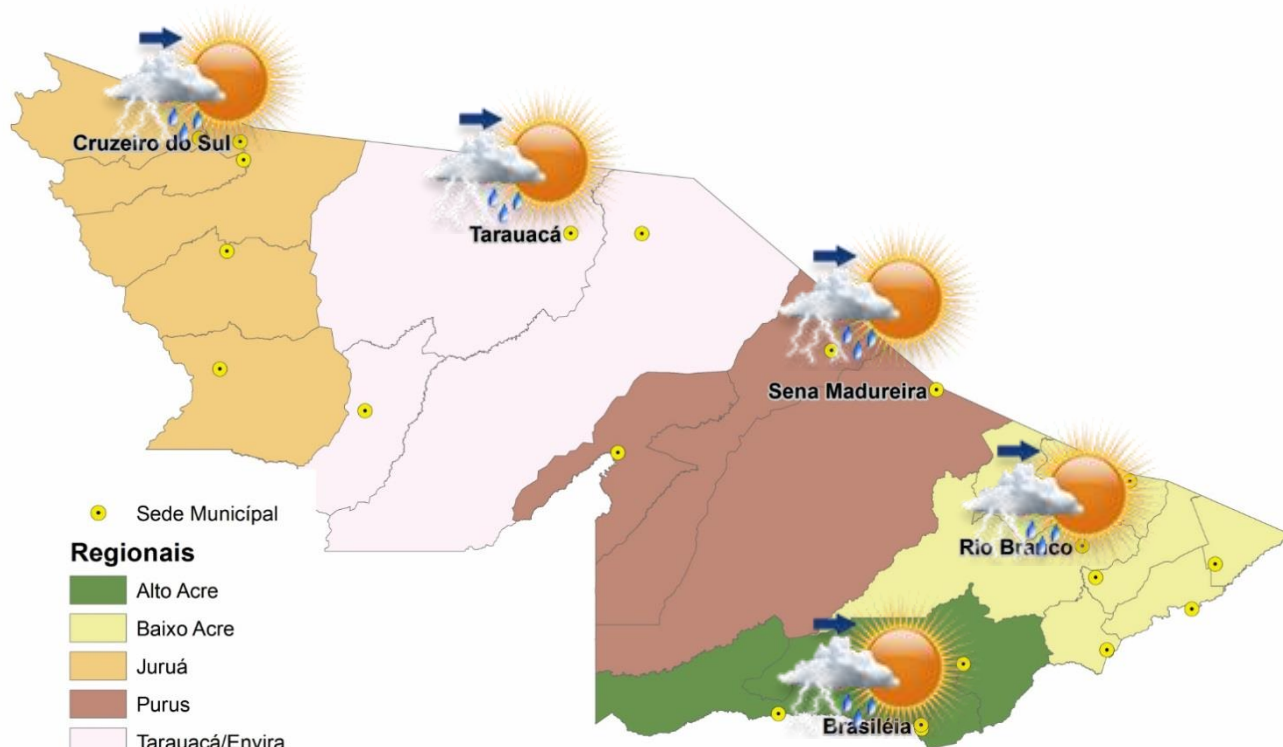 Cruzeiro do Sul
Tarauacá
Sena Madureira
Rio Branco
Brasiléia
Sede Municípal
Regionais
Alto Acre
Baixo Acre
Juruá
Purus
Tarauacá/Envira